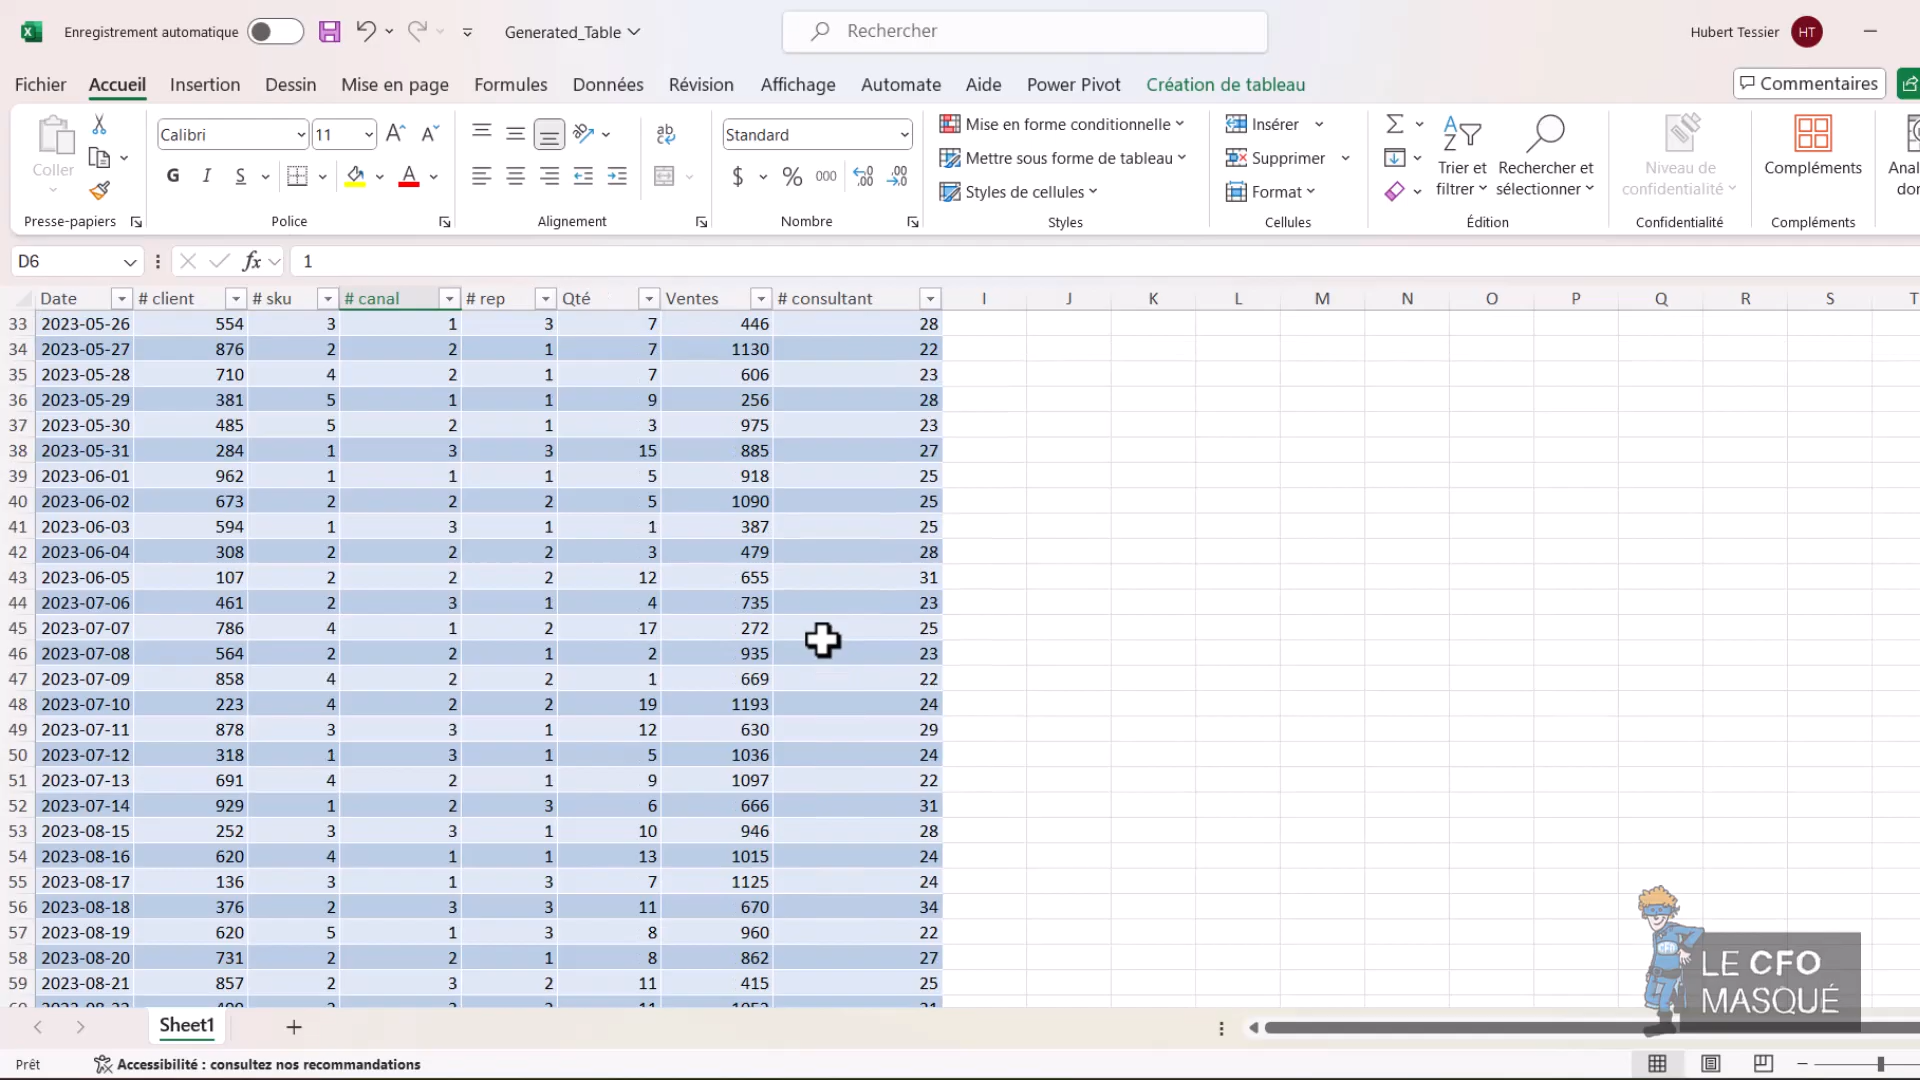 Enregistrement automatique Generated_Table Rechercher Hubert Tessier HT
Fichier Accueil Insertion Dessin Mise en page Formules Données Révision Affichage Automate Aide Power Pivot Création de tableau Commentaires
Coller
Presse-papiers
Calibri 11
G I S A
Police
ab
Alignement
Standard
$ % 000
Nombre
Mise en forme conditionnelle
Mettre sous forme de tableau
Styles de cellules
Styles
Insérer
Supprimer
Format
Cellules
Trier et
filtrer
Rechercher et
sélectionner
Édition
Niveau de
confidentialité
Confidentialité
Compléments
Compléments
D6 fx 1
Date # client # sku # canal # rep Qté Ventes # consultant I J K L M N O P Q R S T
33 2023-05-26 554 3 1 3 7 446 28
34 2023-05-27 876 2 2 1 7 1130 22
35 2023-05-28 710 4 2 1 7 606 23
36 2023-05-29 381 5 1 1 9 256 28
37 2023-05-30 485 5 2 1 3 975 23
38 2023-05-31 284 1 3 3 15 885 27
39 2023-06-01 962 1 1 1 5 918 25
40 2023-06-02 673 2 2 2 5 1090 25
41 2023-06-03 594 1 3 1 1 387 25
42 2023-06-04 308 2 2 2 3 479 28
43 2023-06-05 107 2 2 2 12 655 31
44 2023-07-06 461 2 3 1 4 735 23
45 2023-07-07 786 4 1 2 17 272 25
46 2023-07-08 564 2 2 1 2 935 23
47 2023-07-09 858 4 2 2 1 669 22
48 2023-07-10 223 4 2 2 19 1193 24
49 2023-07-11 878 3 3 1 12 630 29
50 2023-07-12 318 1 3 1 5 1036 24
51 2023-07-13 691 4 2 1 9 1097 22
52 2023-07-14 929 1 2 3 6 666 31
53 2023-08-15 252 3 3 1 10 946 28
54 2023-08-16 620 4 1 1 13 1015 24
55 2023-08-17 136 3 1 3 7 1125 24
56 2023-08-18 376 2 3 3 11 670 34
57 2023-08-19 620 5 1 3 8 960 22
58 2023-08-20 731 2 2 1 8 862 27
59 2023-08-21 857 2 3 2 11 415 25
LE CFO
MASQUÉ
Sheet1
Prêt Accessibilité : consultez nos recommandations